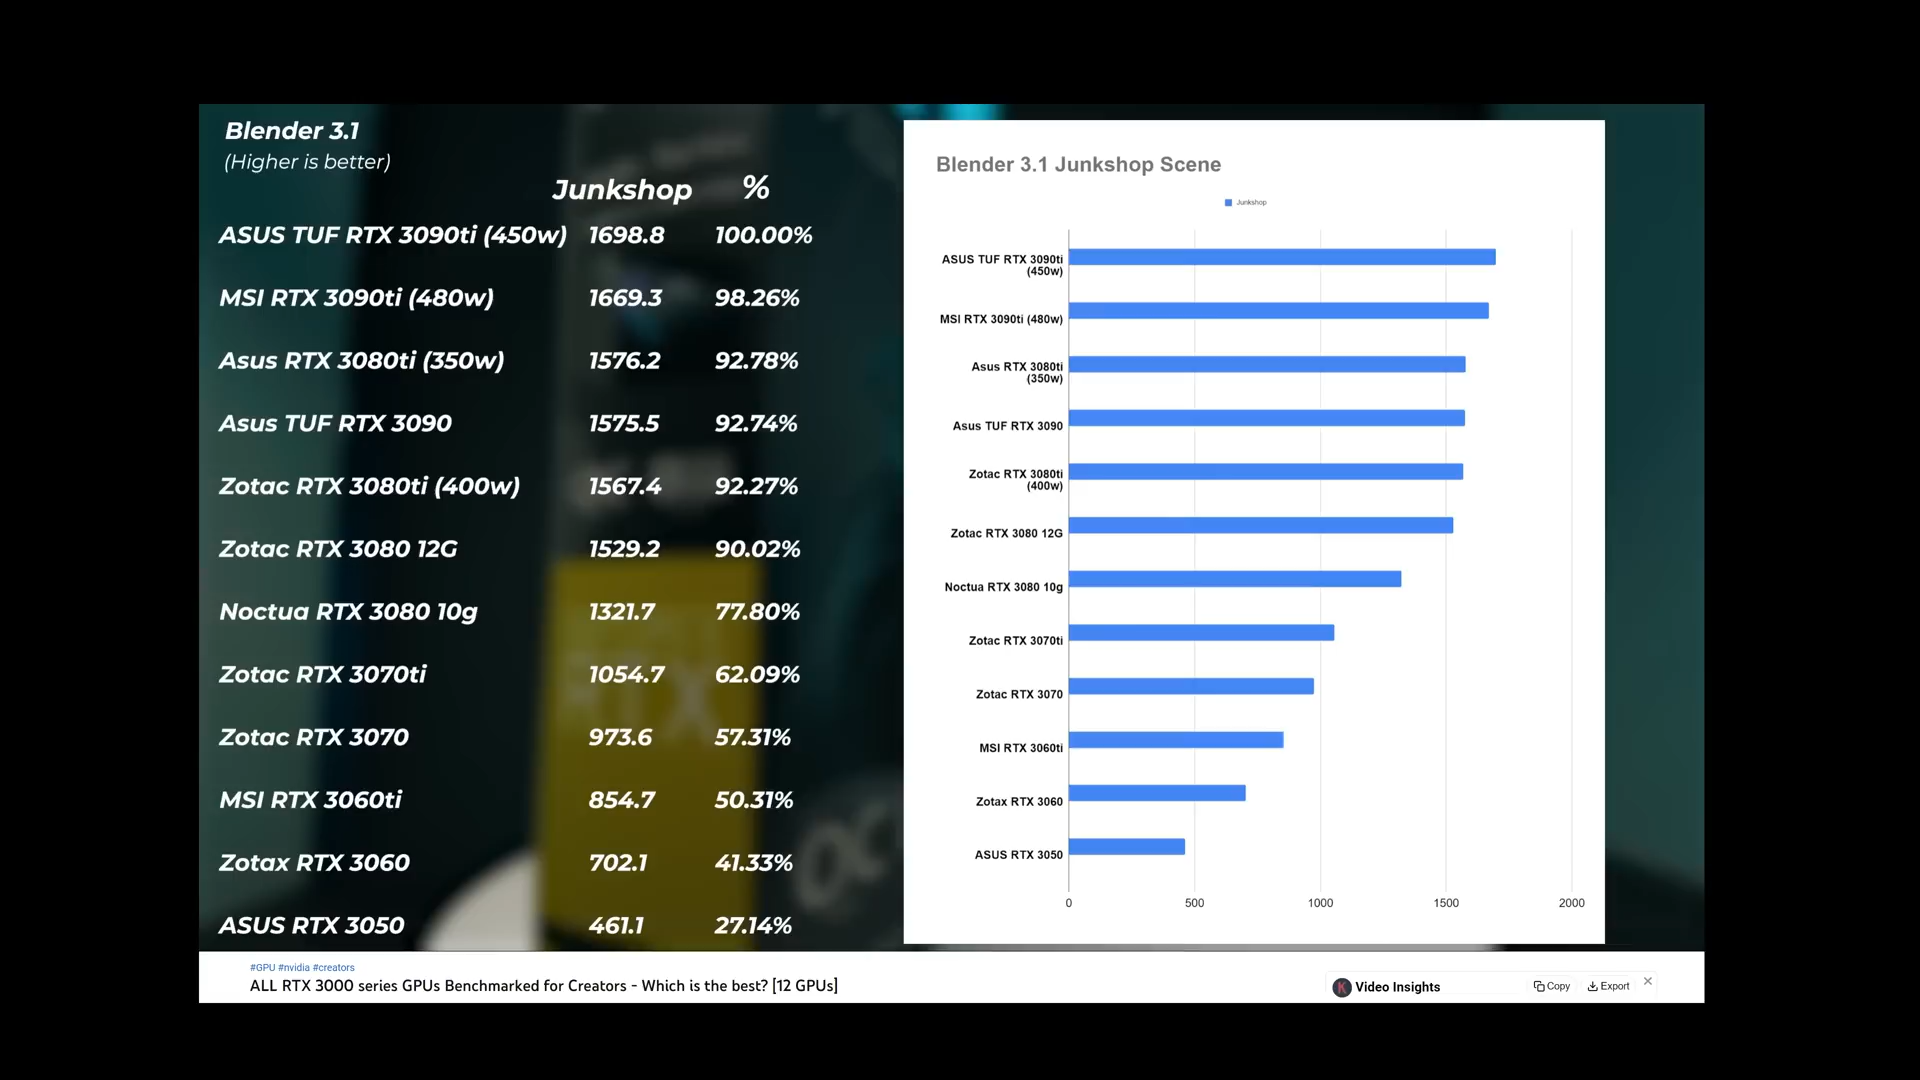 Blender 3.1
(Higher is better)
Junkshop %
ASUS TUF RTX 3090ti (450w) 1698.8 100.00%
MSI RTX 3090ti (480w) 1669.3 98.26%
Asus RTX 3080ti (350w) 1576.2 92.78%
Asus TUF RTX 3090 1575.5 92.74%
Zotac RTX 3080ti (400w) 1567.4 92.27%
Zotac RTX 3080 12G 1529.2 90.02%
Noctua RTX 3080 10g 1321.7 77.80%
Zotac RTX 3070ti 1054.7 62.09%
Zotac RTX 3070 973.6 57.31%
MSI RTX 3060ti 854.7 50.31%
Zotax RTX 3060 702.1 41.33%
ASUS RTX 3050 461.1 27.14%
Blender 3.1 Junkshop Scene
Junkshop
ASUS TUF RTX 3090ti
(450w)
MSI RTX 3090ti (480w)
Asus RTX 3080ti
(350w)
Asus TUF RTX 3090
Zotac RTX 3080ti
(400w)
Zotac RTX 3080 12G
Noctua RTX 3080 10g
Zotac RTX 3070ti
Zotac RTX 3070
MSI RTX 3060ti
Zotax RTX 3060
ASUS RTX 3050
0 500 1000 1500 2000
#GPU #nvidia #creators
ALL RTX 3000 series GPUs Benchmarked for Creators - Which is the best? [12 GPUs]
K Video Insights Copy Export